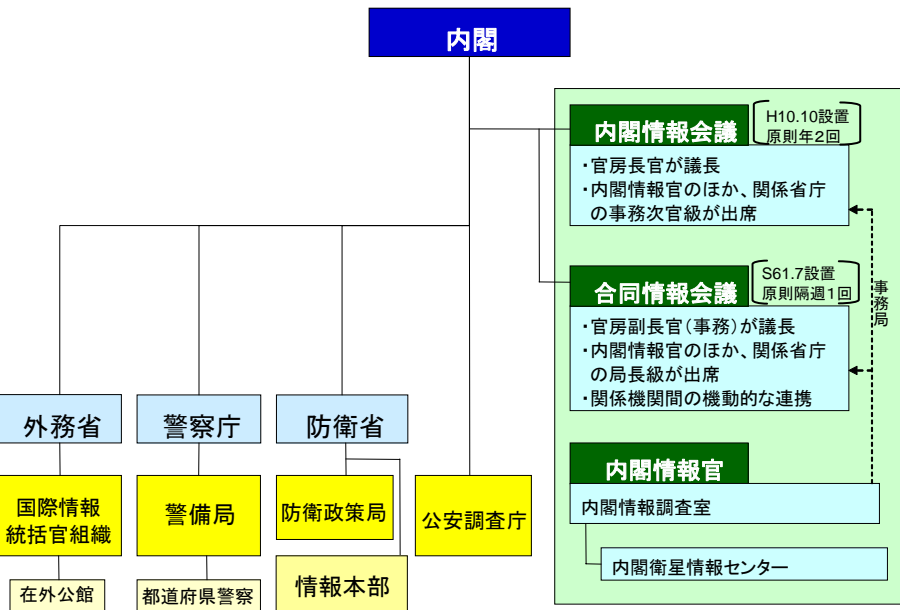 内閣
内閣情報会議
H10.10設置
原則年2回
・官房長官が議長
・内閣情報官のほか、関係省庁
の事務次官級が出席
合同情報会議
S61.7設置
原則隔週1回
・官房副長官(事務)が議長
・内閣情報官のほか、関係省庁
の局長級が出席
・関係機関間の機動的な連携
事務局
内閣情報官
内閣情報調査室
内閣衛星情報センター
外務省
警察庁
防衛省
国際情報
統括官組織
警備局
防衛政策局
公安調査庁
在外公館
都道府県警察
情報本部